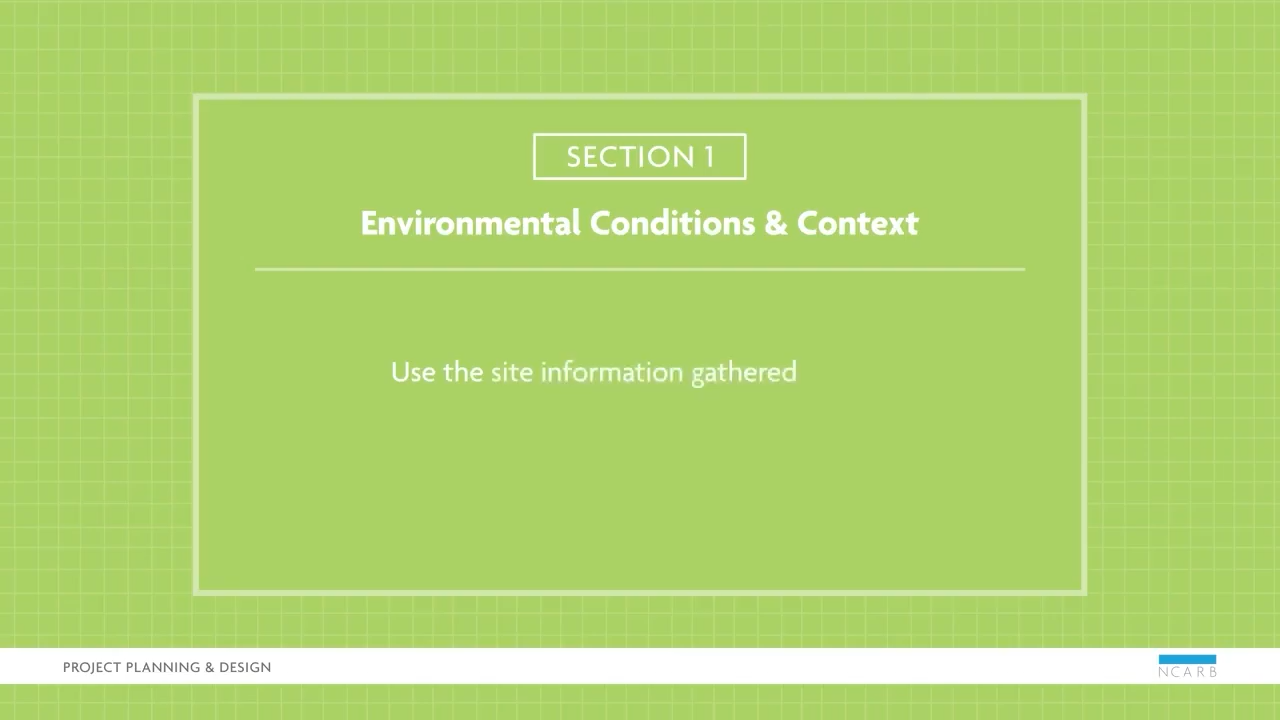 SECTION 1
Environmental Conditions & Context
Use the site information gathered
PROJECT PLANNING & DESIGN
NCARB